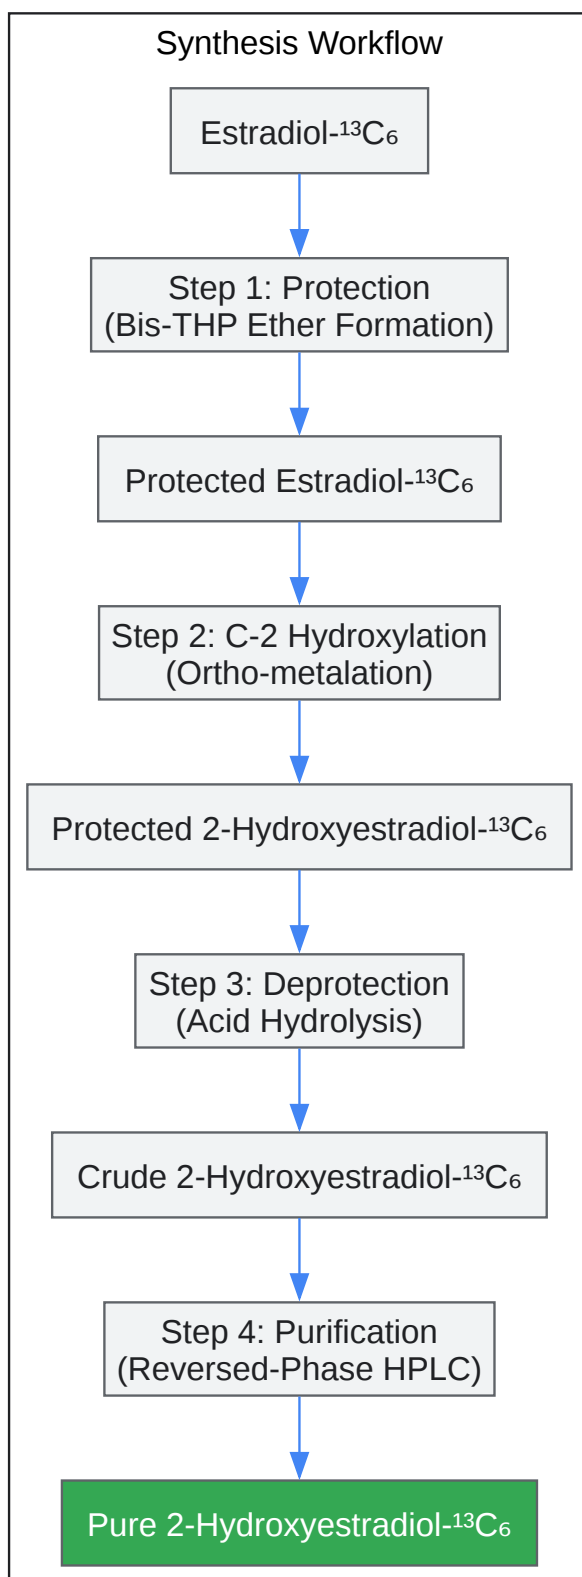 Synthesis Workflow
Estradiol-¹³C₆
Step 1: Protection
(Bis-THP Ether Formation)
Protected Estradiol-¹³C₆
Step 2: C-2 Hydroxylation
(Ortho-metalation)
Protected 2-Hydroxyestradiol-¹³C₆
Step 3: Deprotection
(Acid Hydrolysis)
Crude 2-Hydroxyestradiol-¹³C₆
Step 4: Purification
(Reversed-Phase HPLC)
Pure 2-Hydroxyestradiol-¹³C₆